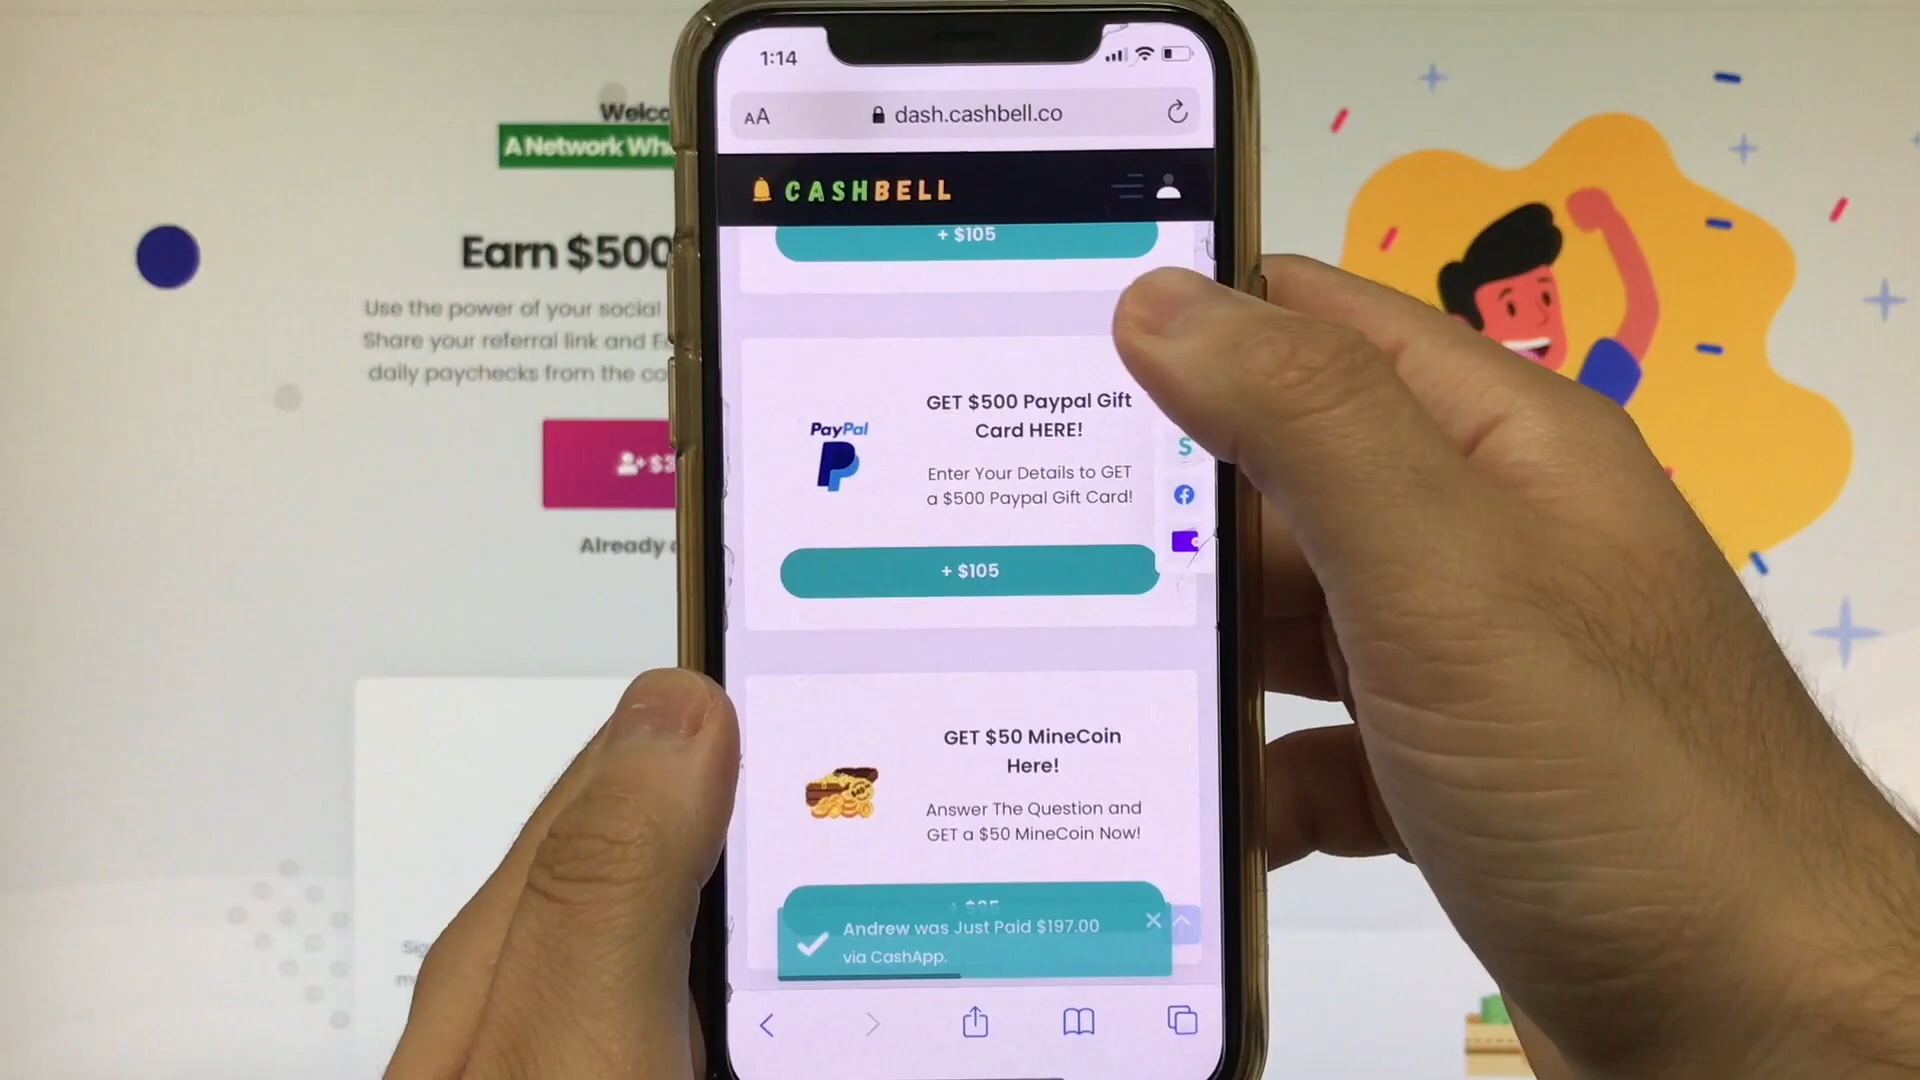 1:14
AA
dash.cashbell.co
CASHBELL
+ $105
GET $500 Paypal Gift
Card HERE!
PayPal
Enter Your Details to GET
a $500 Paypal Gift Card!
+ $105
GET $50 MineCoin
Here!
Answer The Question and
GET a $50 MineCoin Now!
Andrew was Just Paid $197.00
via CashApp.
A Network
Earn $500
Use the power of your social
Share your referral link and
daily paychecks from the
Already